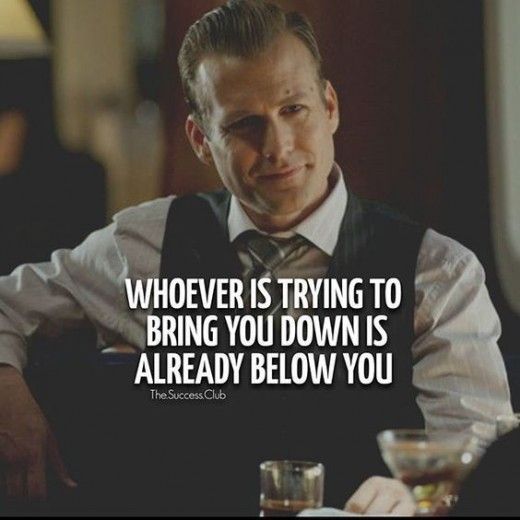 WHOEVER IS TRYING TO
BRING YOU DOWN IS
ALREADY BELOW YOU
The.Success.Club